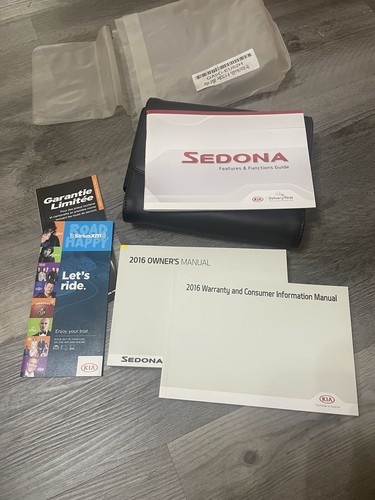 SEDONA
Features & Functions Guide
KIA
Garantie
Limitée
ROAD
HAPPY
SiriusXM
Let's
ride.
Enjoy your trial
KIA
2016 OWNER'S MANUAL
SEDONA
2016 Warranty and Consumer Information Manual
KIA